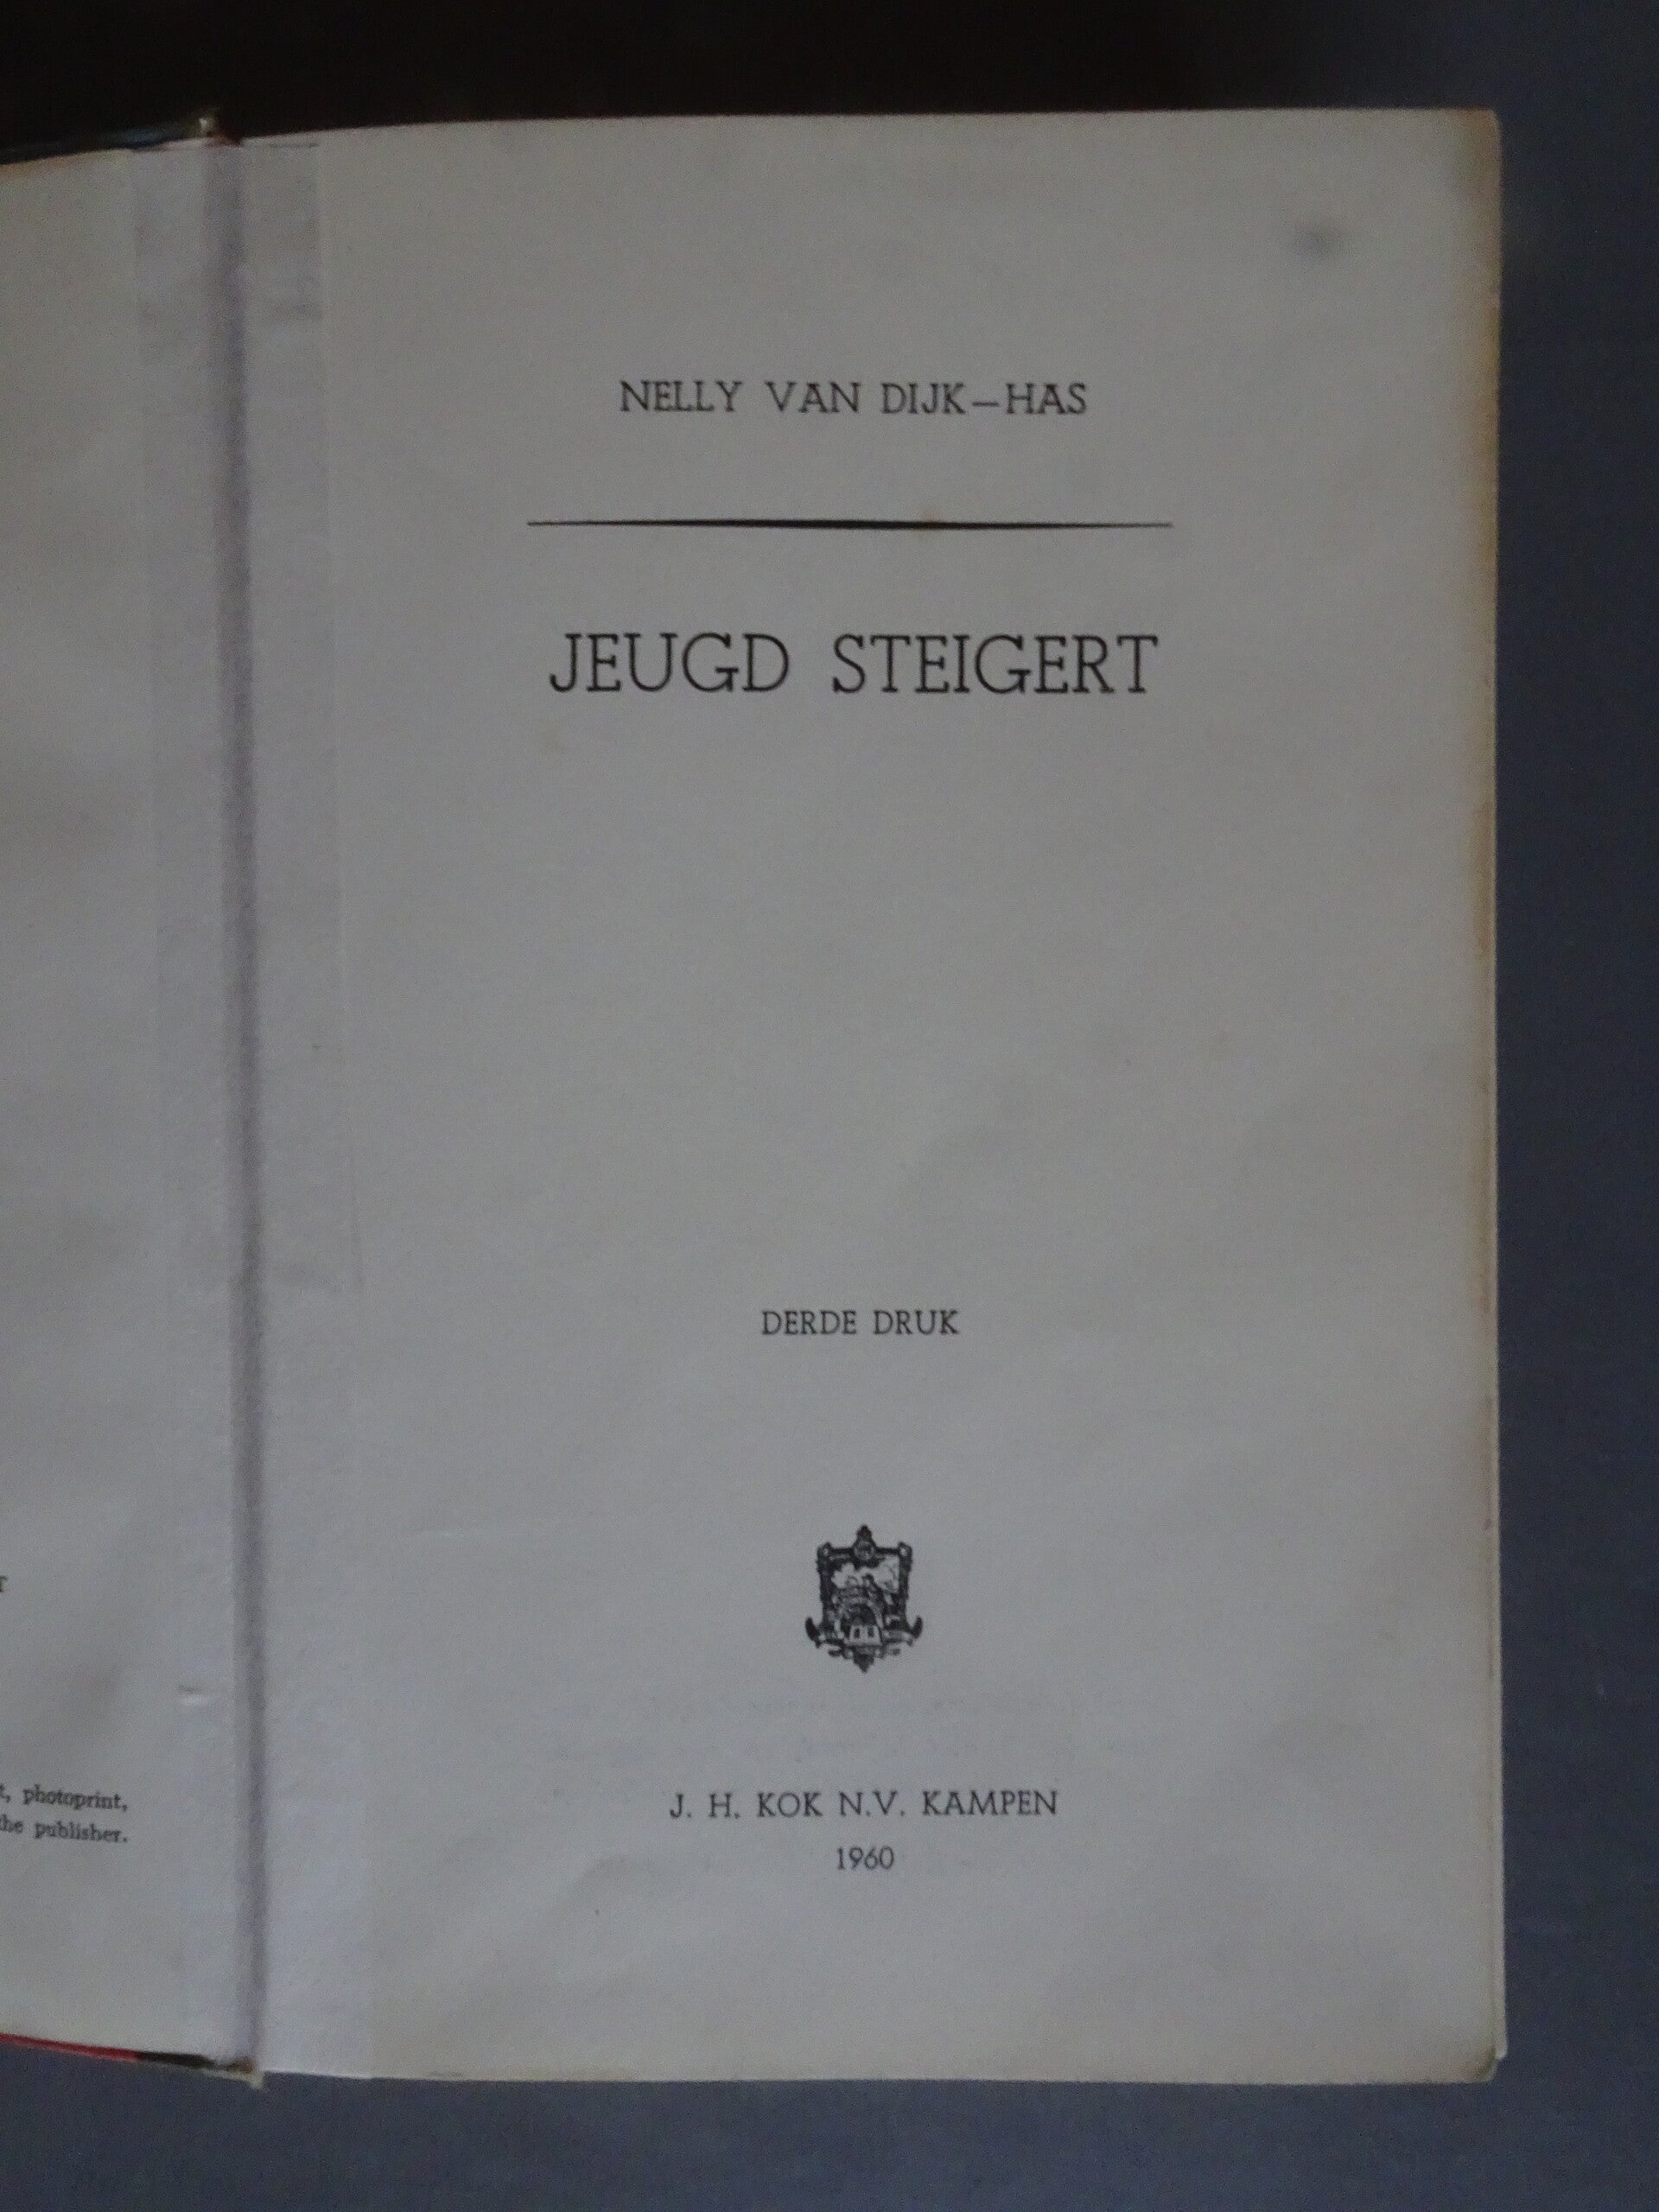 NELLY VAN DIJK—HAS
JEUGD STEIGERT
DERDE DRUK
J. H. KOK N.V. KAMPEN
1960
photoprint,
the publisher.